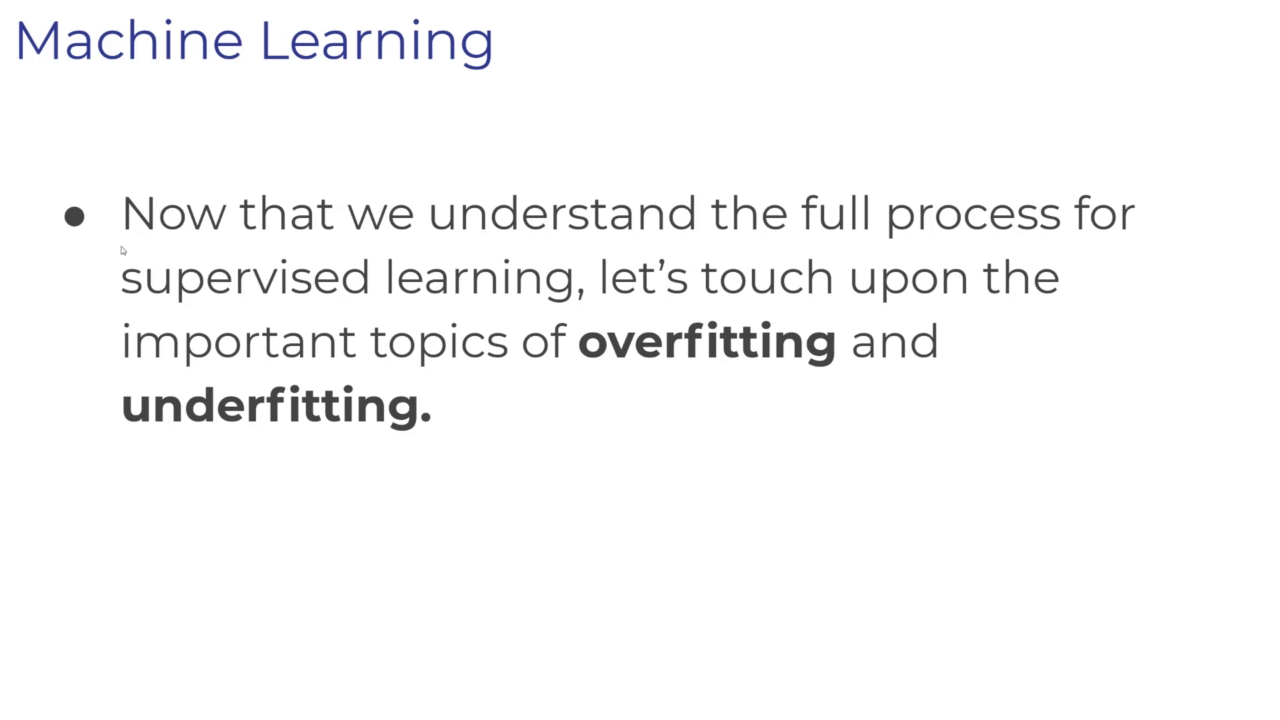 Machine Learning
● Now that we understand the full process for
supervised learning, let’s touch upon the
important topics of overfitting and
underfitting.